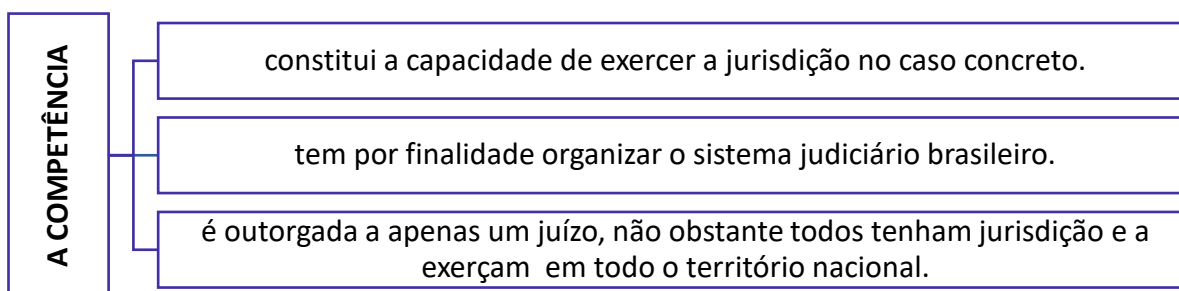 A COMPETÊNCIA
constitui a capacidade de exercer a jurisdição no caso concreto.
tem por finalidade organizar o sistema judiciário brasileiro.
é outorgada a apenas um juízo, não obstante todos tenham jurisdição e a
exerçam em todo o território nacional.